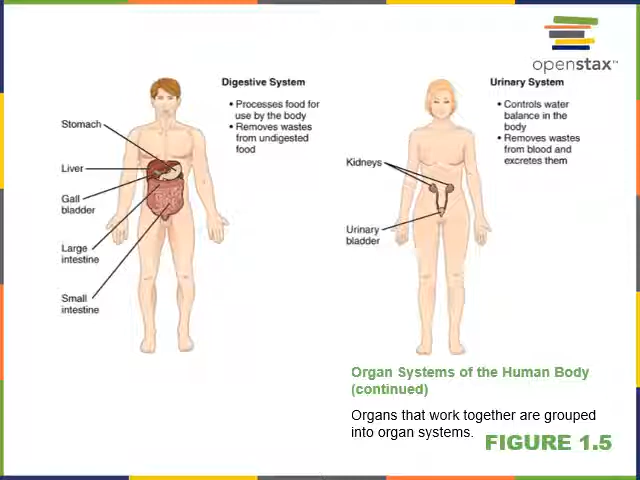 openstax™
Digestive System
• Processes food for
use by the body
• Removes wastes
from undigested
food
Stomach
Liver
Gall
bladder
Large
intestine
Small
intestine
Urinary System
• Controls water
balance in the
body
• Removes wastes
from blood and
excretes them
Kidneys
Urinary
bladder
Organ Systems of the Human Body
(continued)
Organs that work together are grouped
into organ systems.
FIGURE 1.5